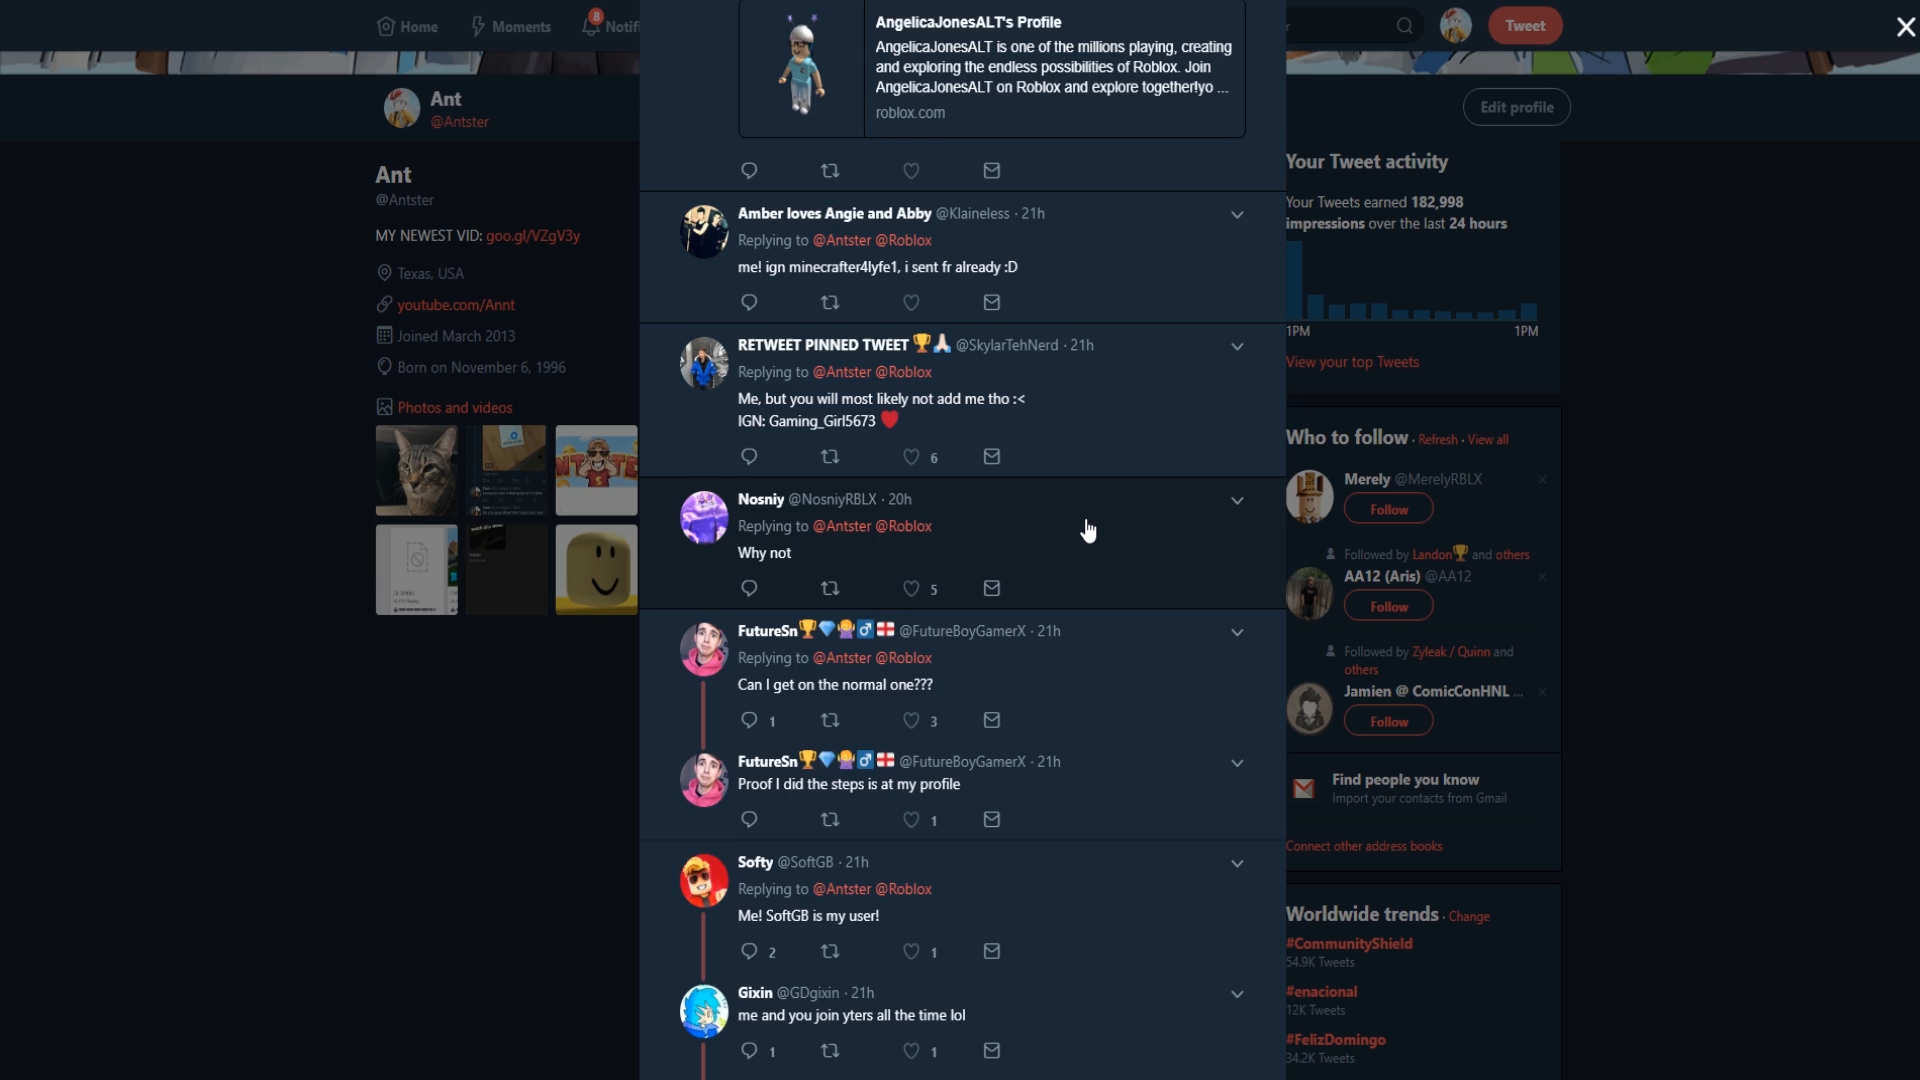 Home
Moments
8
Notif
Tweet
Ant
@Antster
Edit profile
Ant
@Antster
MY NEWEST VID: goo.gl/VZgV3y
Texas, USA
youtube.com/Annt
Joined March 2013
Born on November 6, 1996
Photos and videos
AngelicaJonesALT's Profile
AngelicaJonesALT is one of the millions playing, creating
and exploring the endless possibilities of Roblox. Join
AngelicaJonesALT on Roblox and explore together!yo ...
roblox.com
Amber loves Angie and Abby @Klaineless · 21h
Replying to @Antster @Roblox
me! ign minecrafter4lyfe1, i sent fr already :D
RETWEET PINNED TWEET 🏆🙏🏻 @SkylarTehNerd · 21h
Replying to @Antster @Roblox
Me, but you will most likely not add me tho :<
IGN: Gaming_Girl5673 ❤️
6
Nosniy @NosniyRBLX · 20h
Replying to @Antster @Roblox
Why not
5
FutureSn🏆💎🙍♂️🏴󠁧󠁢󠁥󠁮󠁧󠁿 @FutureBoyGamerX · 21h
Replying to @Antster @Roblox
Can I get on the normal one???
1 3
FutureSn🏆💎🙍♂️🏴󠁧󠁢󠁥󠁮󠁧󠁿 @FutureBoyGamerX · 21h
Proof I did the steps is at my profile
1
Softy @SoftGB · 21h
Replying to @Antster @Roblox
Me! SoftGB is my user!
2 1
Gixin @GDgixin · 21h
me and you join yters all the time lol
1 1
Your Tweet activity
Your Tweets earned 182,998
impressions over the last 24 hours
1PM 1PM
View your top Tweets
Who to follow · Refresh · View all
Merely @MerelyRBLX
Follow
Followed by Landon🏆 and others
AA12 (Aris) @AA12
Follow
Followed by Zyleak / Quinn and
others
Jamien @ ComicConHNL ...
Follow
Find people you know
Import your contacts from Gmail
Connect other address books
Worldwide trends · Change
#CommunityShield
54.9K Tweets
#enacional
12K Tweets
#FelizDomingo
34.2K Tweets